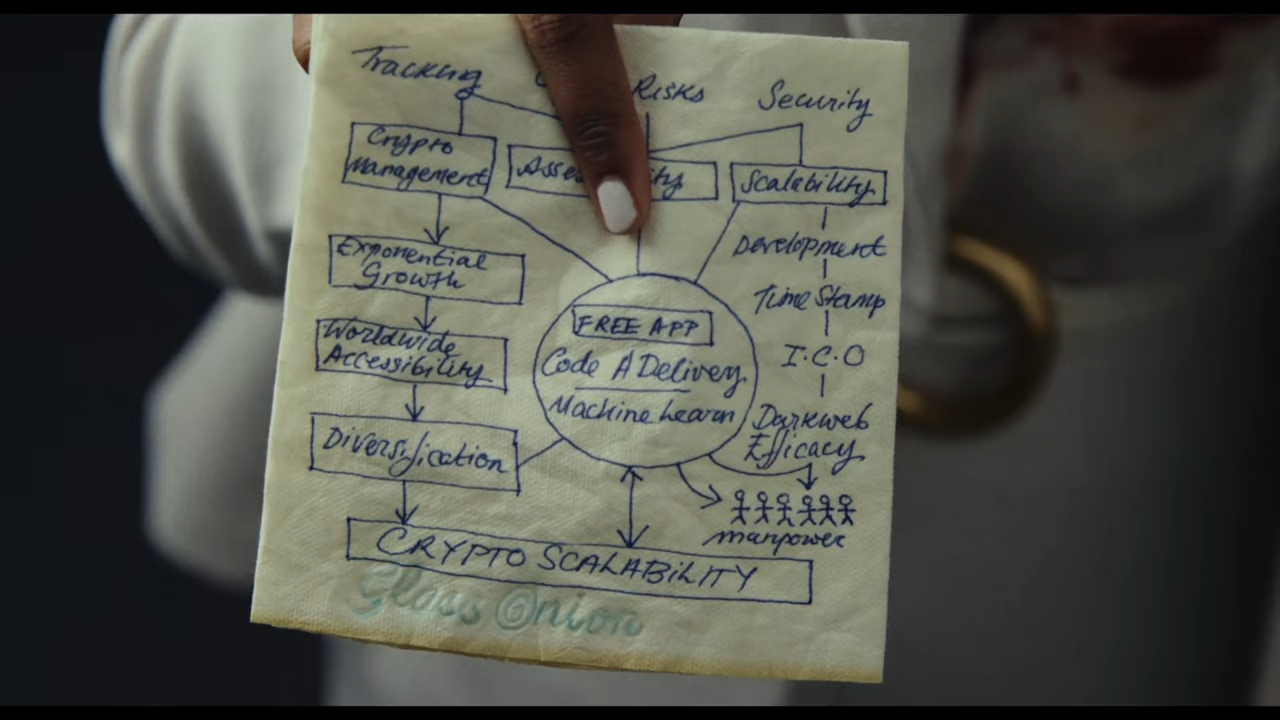 Tracking
Risks
Security
Crypto
Management
Scalability
Exponential
Growth
Worldwide
Accessibility
Diversification
FREE APP
Code A Delivery
Machine Learn
Development
Time Stamp
I.C.O
Darkweb
Efficacy
manpower
CRYPTO SCALABILITY
Glass Onion